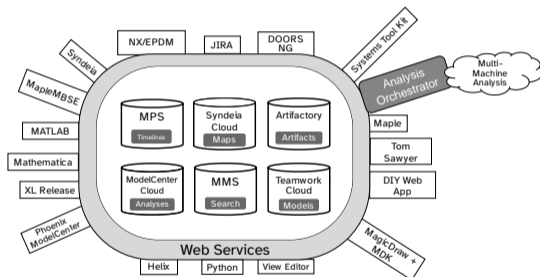 NX/EPDM
JIRA
DOORS
NG
Systems Tool Kit
Syndeia
MapleMBSE
MATLAB
Mathematica
XL Release
Phoenix
ModelCenter
Analysis
Orchestrator
Multi-
Machine
Analysis
Maple
Tom
Sawyer
DIY Web
App
MagicDraw +
MDK
MPS
Timelines
Syndeia
Cloud
Maps
Artifactory
Artifacts
ModelCenter
Cloud
Analyses
MMS
Search
Teamwork
Cloud
Models
Web Services
Helix
Python
View Editor